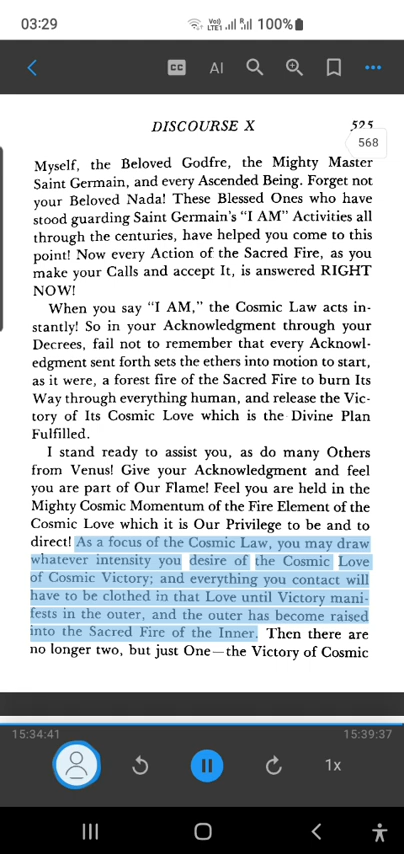 03:29
Vo)) LTE1 R 100%
CC AI
DISCOURSE X 525
568
Myself, the Beloved Godfre, the Mighty Master
Saint Germain, and every Ascended Being. Forget not
your Beloved Nada! These Blessed Ones who have
stood guarding Saint Germain's “I AM” Activities all
through the centuries, have helped you come to this
point! Now every Action of the Sacred Fire, as you
make your Calls and accept It, is answered RIGHT
NOW!
When you say “I AM,” the Cosmic Law acts in-
stantly! So in your Acknowledgment through your
Decrees, fail not to remember that every Acknowl-
edgment sent forth sets the ethers into motion to start,
as it were, a forest fire of the Sacred Fire to burn Its
Way through everything human, and release the Vic-
tory of Its Cosmic Love which is the Divine Plan
Fulfilled.
I stand ready to assist you, as do many Others
from Venus! Give your Acknowledgment and feel
you are part of Our Flame! Feel you are held in the
Mighty Cosmic Momentum of the Fire Element of the
Cosmic Love which it is Our Privilege to be and to
direct! As a focus of the Cosmic Law, you may draw
whatever intensity you desire of the Cosmic Love
of Cosmic Victory; and everything you contact will
have to be clothed in that Love until Victory mani-
fests in the outer, and the outer has become raised
into the Sacred Fire of the Inner. Then there are
no longer two, but just One—the Victory of Cosmic
15:34:41 15:39:37
1x